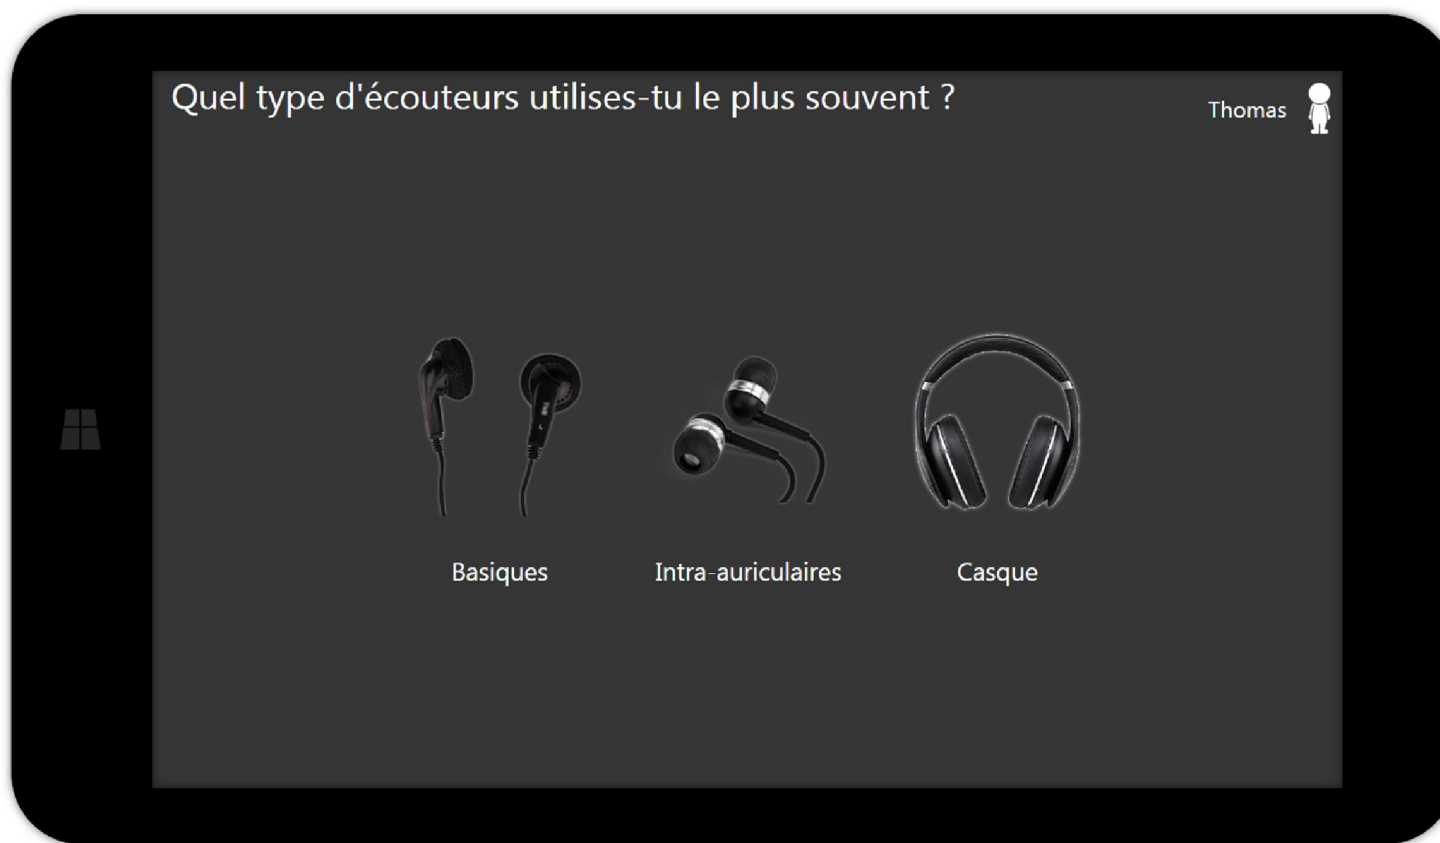 Quel type d'écouteurs utilises-tu le plus souvent ?
Thomas
Basiques
Intra-auriculaires
Casque